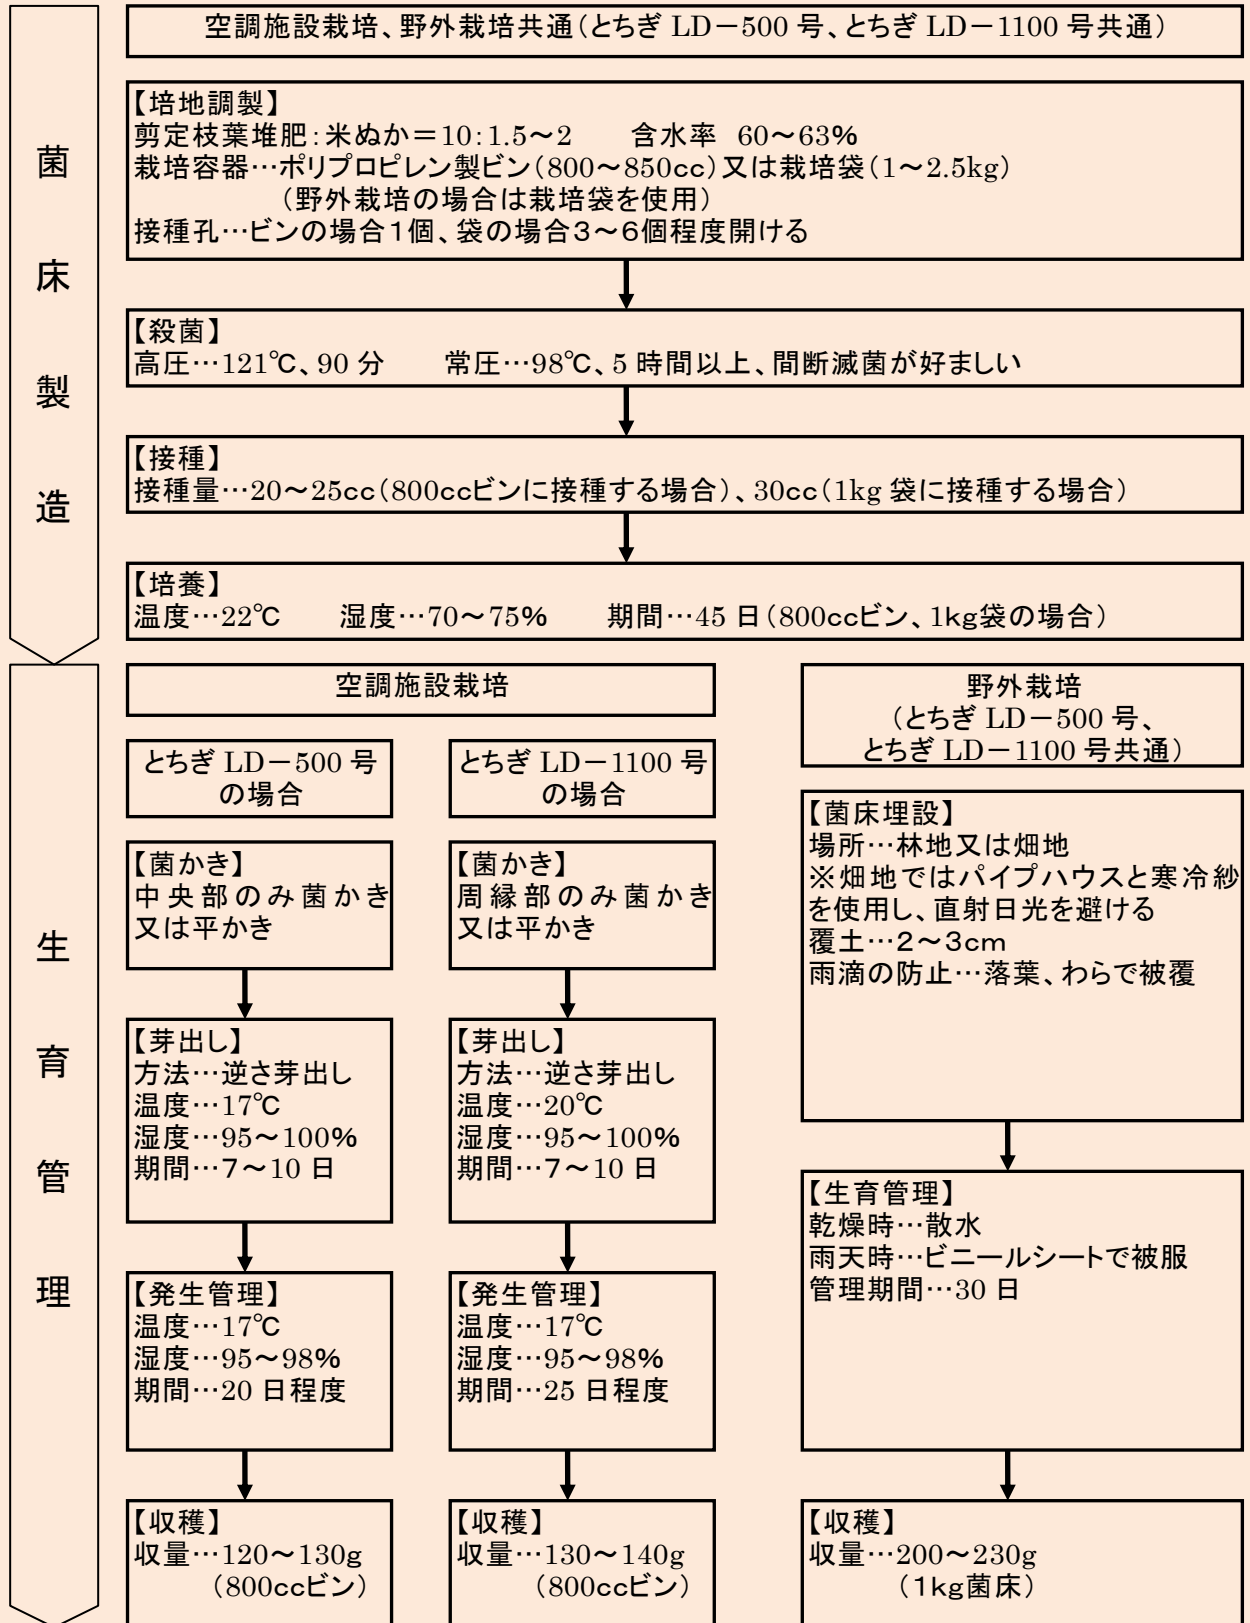 菌床製造
空調施設栽培、野外栽培共通(とちぎ LD-500 号、とちぎ LD-1100 号共通)
【培地調製】
剪定枝葉堆肥:米ぬか=10:1.5~2 含水率 60~63%
栽培容器…ポリプロピレン製ビン(800~850cc)又は栽培袋(1~2.5kg)
(野外栽培の場合は栽培袋を使用)
接種孔…ビンの場合1個、袋の場合3~6個程度開ける
【殺菌】
高圧…121℃、90 分 常圧…98℃、5 時間以上、間断滅菌が好ましい
【接種】
接種量…20~25cc(800ccビンに接種する場合)、30cc(1kg 袋に接種する場合)
【培養】
温度…22℃ 湿度…70~75% 期間…45 日(800ccビン、1kg袋の場合)
生育管理
空調施設栽培
とちぎ LD-500 号
の場合
【菌かき】
中央部のみ菌かき
又は平かき
【芽出し】
方法…逆さ芽出し
温度…17℃
湿度…95~100%
期間…7~10 日
【発生管理】
温度…17℃
湿度…95~98%
期間…20 日程度
【収穫】
収量…120~130g
(800ccビン)
とちぎ LD-1100 号
の場合
【菌かき】
周縁部のみ菌かき
又は平かき
【芽出し】
方法…逆さ芽出し
温度…20℃
湿度…95~100%
期間…7~10 日
【発生管理】
温度…17℃
湿度…95~98%
期間…25 日程度
【収穫】
収量…130~140g
(800ccビン)
野外栽培
(とちぎ LD-500 号、
とちぎ LD-1100 号共通)
【菌床埋設】
場所…林地又は畑地
※畑地ではパイプハウスと寒冷紗
を使用し、直射日光を避ける
覆土…2~3cm
雨滴の防止…落葉、わらで被覆
【生育管理】
乾燥時…散水
雨天時…ビニールシートで被服
管理期間…30 日
【収穫】
収量…200~230g
(1kg菌床)